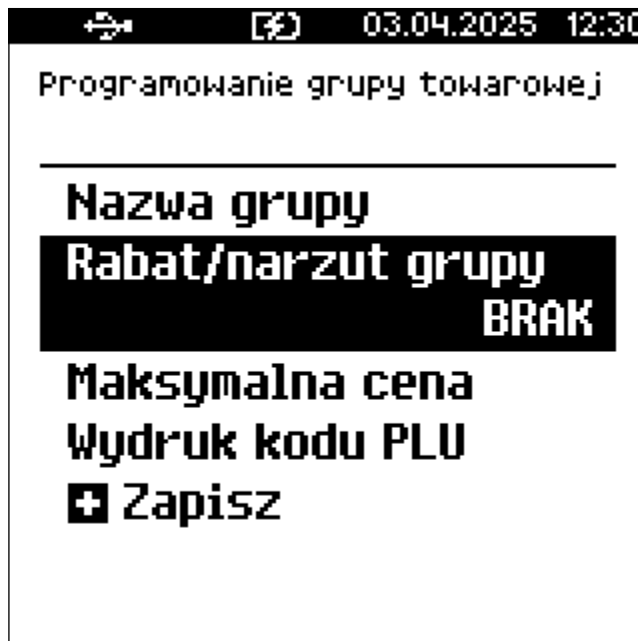 03.04.2025 12:30
Programowanie grupy towarowej
Nazwa grupy
Rabat/narzut grupy
BRAK
Maksymalna cena
Wydruk kodu PLU
Zapisz